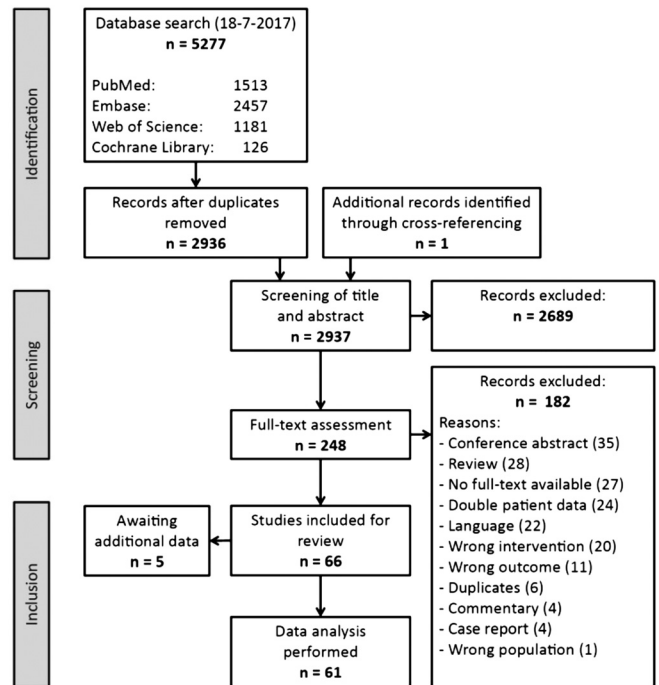 Identification
Database search (18-7-2017)
n = 5277
PubMed: 1513
Embase: 2457
Web of Science: 1181
Cochrane Library: 126
Records after duplicates
removed
n = 2936
Additional records identified
through cross-referencing
n = 1
Screening
Screening of title
and abstract
n = 2937
Records excluded:
n = 2689
Full-text assessment
n = 248
Records excluded:
n = 182
Reasons:
- Conference abstract (35)
- Review (28)
- No full-text available (27)
- Double patient data (24)
- Language (22)
- Wrong intervention (20)
- Wrong outcome (11)
- Duplicates (6)
- Commentary (4)
- Case report (4)
- Wrong population (1)
Inclusion
Awaiting
additional data
n = 5
Studies included for
review
n = 66
Data analysis
performed
n = 61